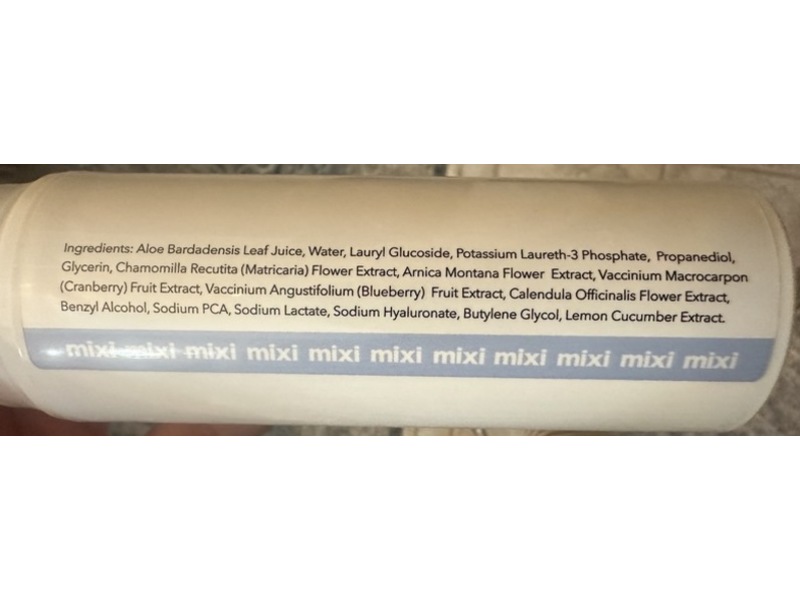 Ingredients: Aloe Bardadensis Leaf Juice, Water, Lauryl Glucoside, Potassium Laureth-3 Phosphate, Propanediol,
Glycerin, Chamomilla Recutita (Matricaria) Flower Extract, Arnica Montana Flower Extract, Vaccinium Macrocarpon
(Cranberry) Fruit Extract, Vaccinium Angustifolium (Blueberry) Fruit Extract, Calendula Officinalis Flower Extract,
Benzyl Alcohol, Sodium PCA, Sodium Lactate, Sodium Hyaluronate, Butylene Glycol, Lemon Cucumber Extract.
mixi mixi mixi mixi mixi mixi mixi mixi mixi mixi mixi